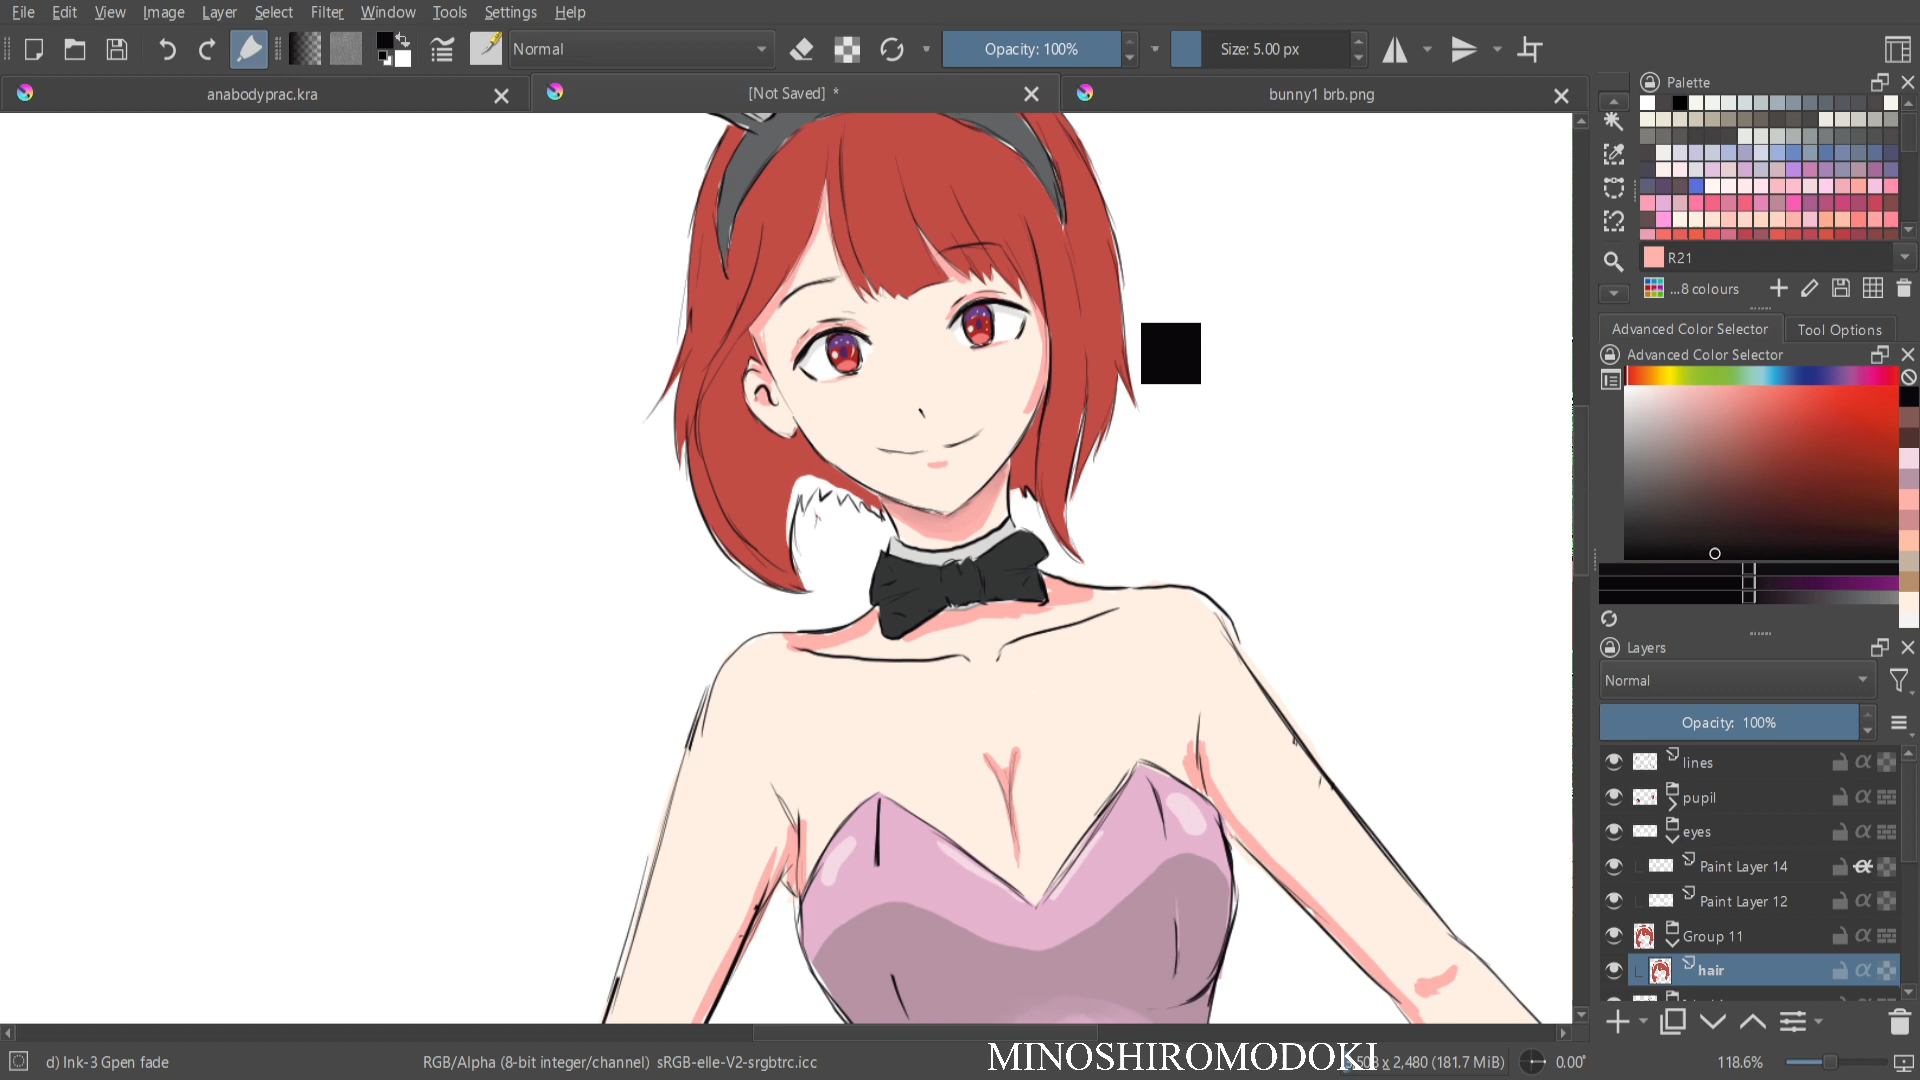 File Edit View Image Layer Select Filter Window Tools Settings Help
Normal Opacity: 100% Size: 5.00 px
anabodyprac.kra [Not Saved] * bunny1 brb.png
Palette
R21
...8 colours
Advanced Color Selector Tool Options
Advanced Color Selector
Layers
Normal
Opacity: 100%
lines
pupil
eyes
Paint Layer 14
Paint Layer 12
Group 11
hair
d) Ink-3 Gpen fade RGB/Alpha (8-bit integer/channel) sRGB-elle-V2-srgbtrc.icc MINOSHIROMODOKI x 2,480 (181.7 MiB) 0.00° 118.6%